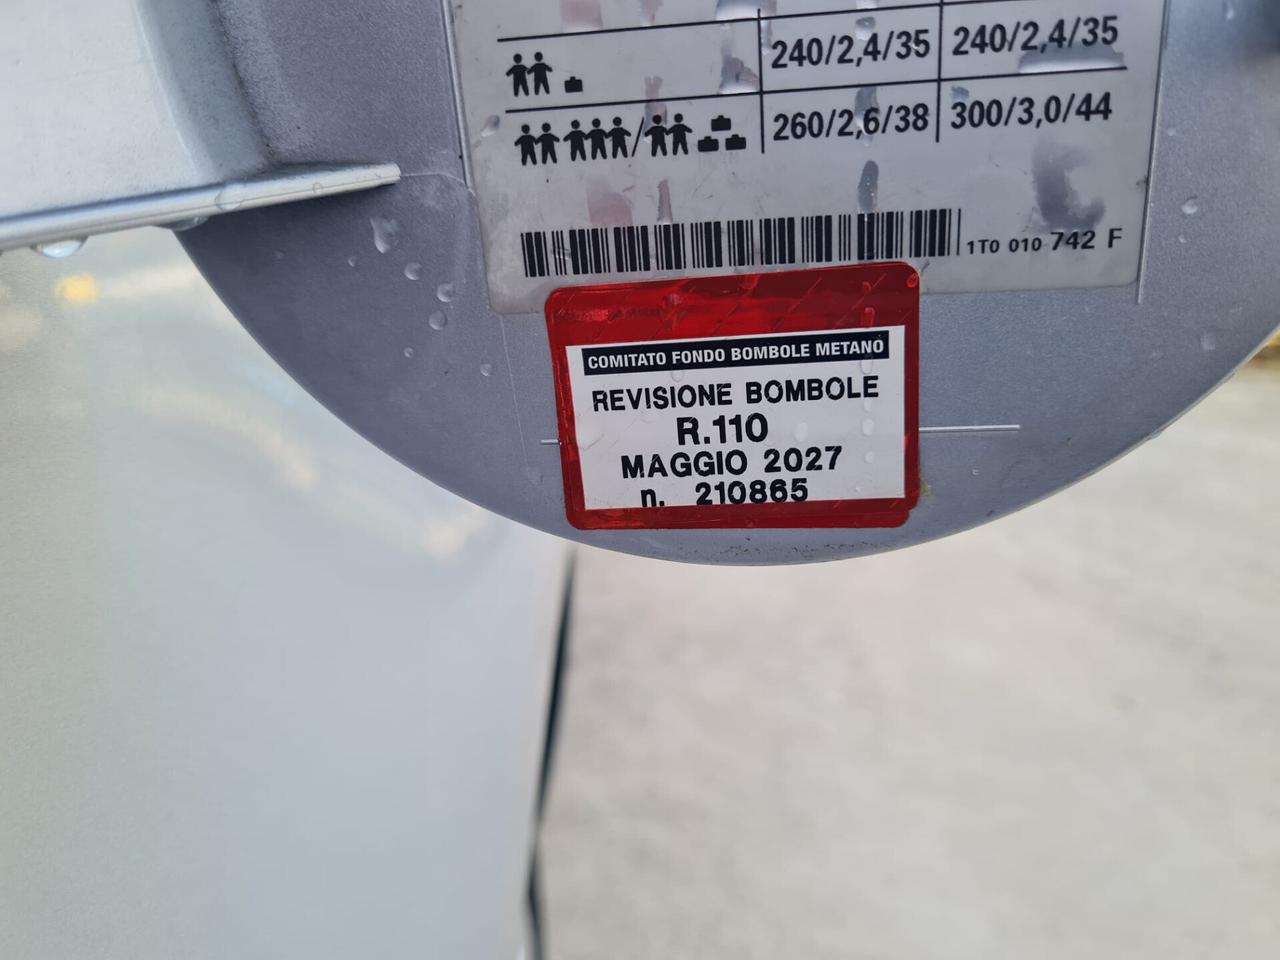 240/2,4/35 240/2,4/35
/ 260/2,6/38 300/3,0/44
1T0 010 742 F
COMITATO FONDO BOMBOLE METANO
REVISIONE BOMBOLE
R.110
MAGGIO 2027
n. 210865